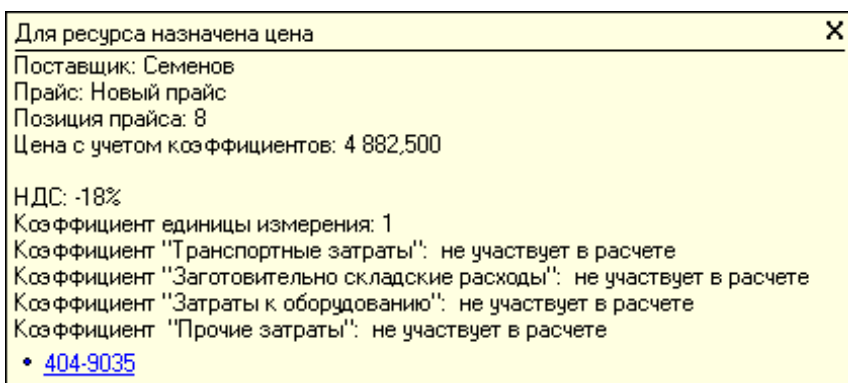 Для ресурса назначена цена
Поставщик: Семенов
Прайс: Новый прайс
Позиция прайса: 8
Цена с учетом коэффициентов: 4 882,500
НДС: -18%
Коэффициент единицы измерения: 1
Коэффициент "Транспортные затраты": не участвует в расчете
Коэффициент "Заготовительно складские расходы": не участвует в расчете
Коэффициент "Затраты к оборудованию": не участвует в расчете
Коэффициент "Прочие затраты": не участвует в расчете
• 404-9035